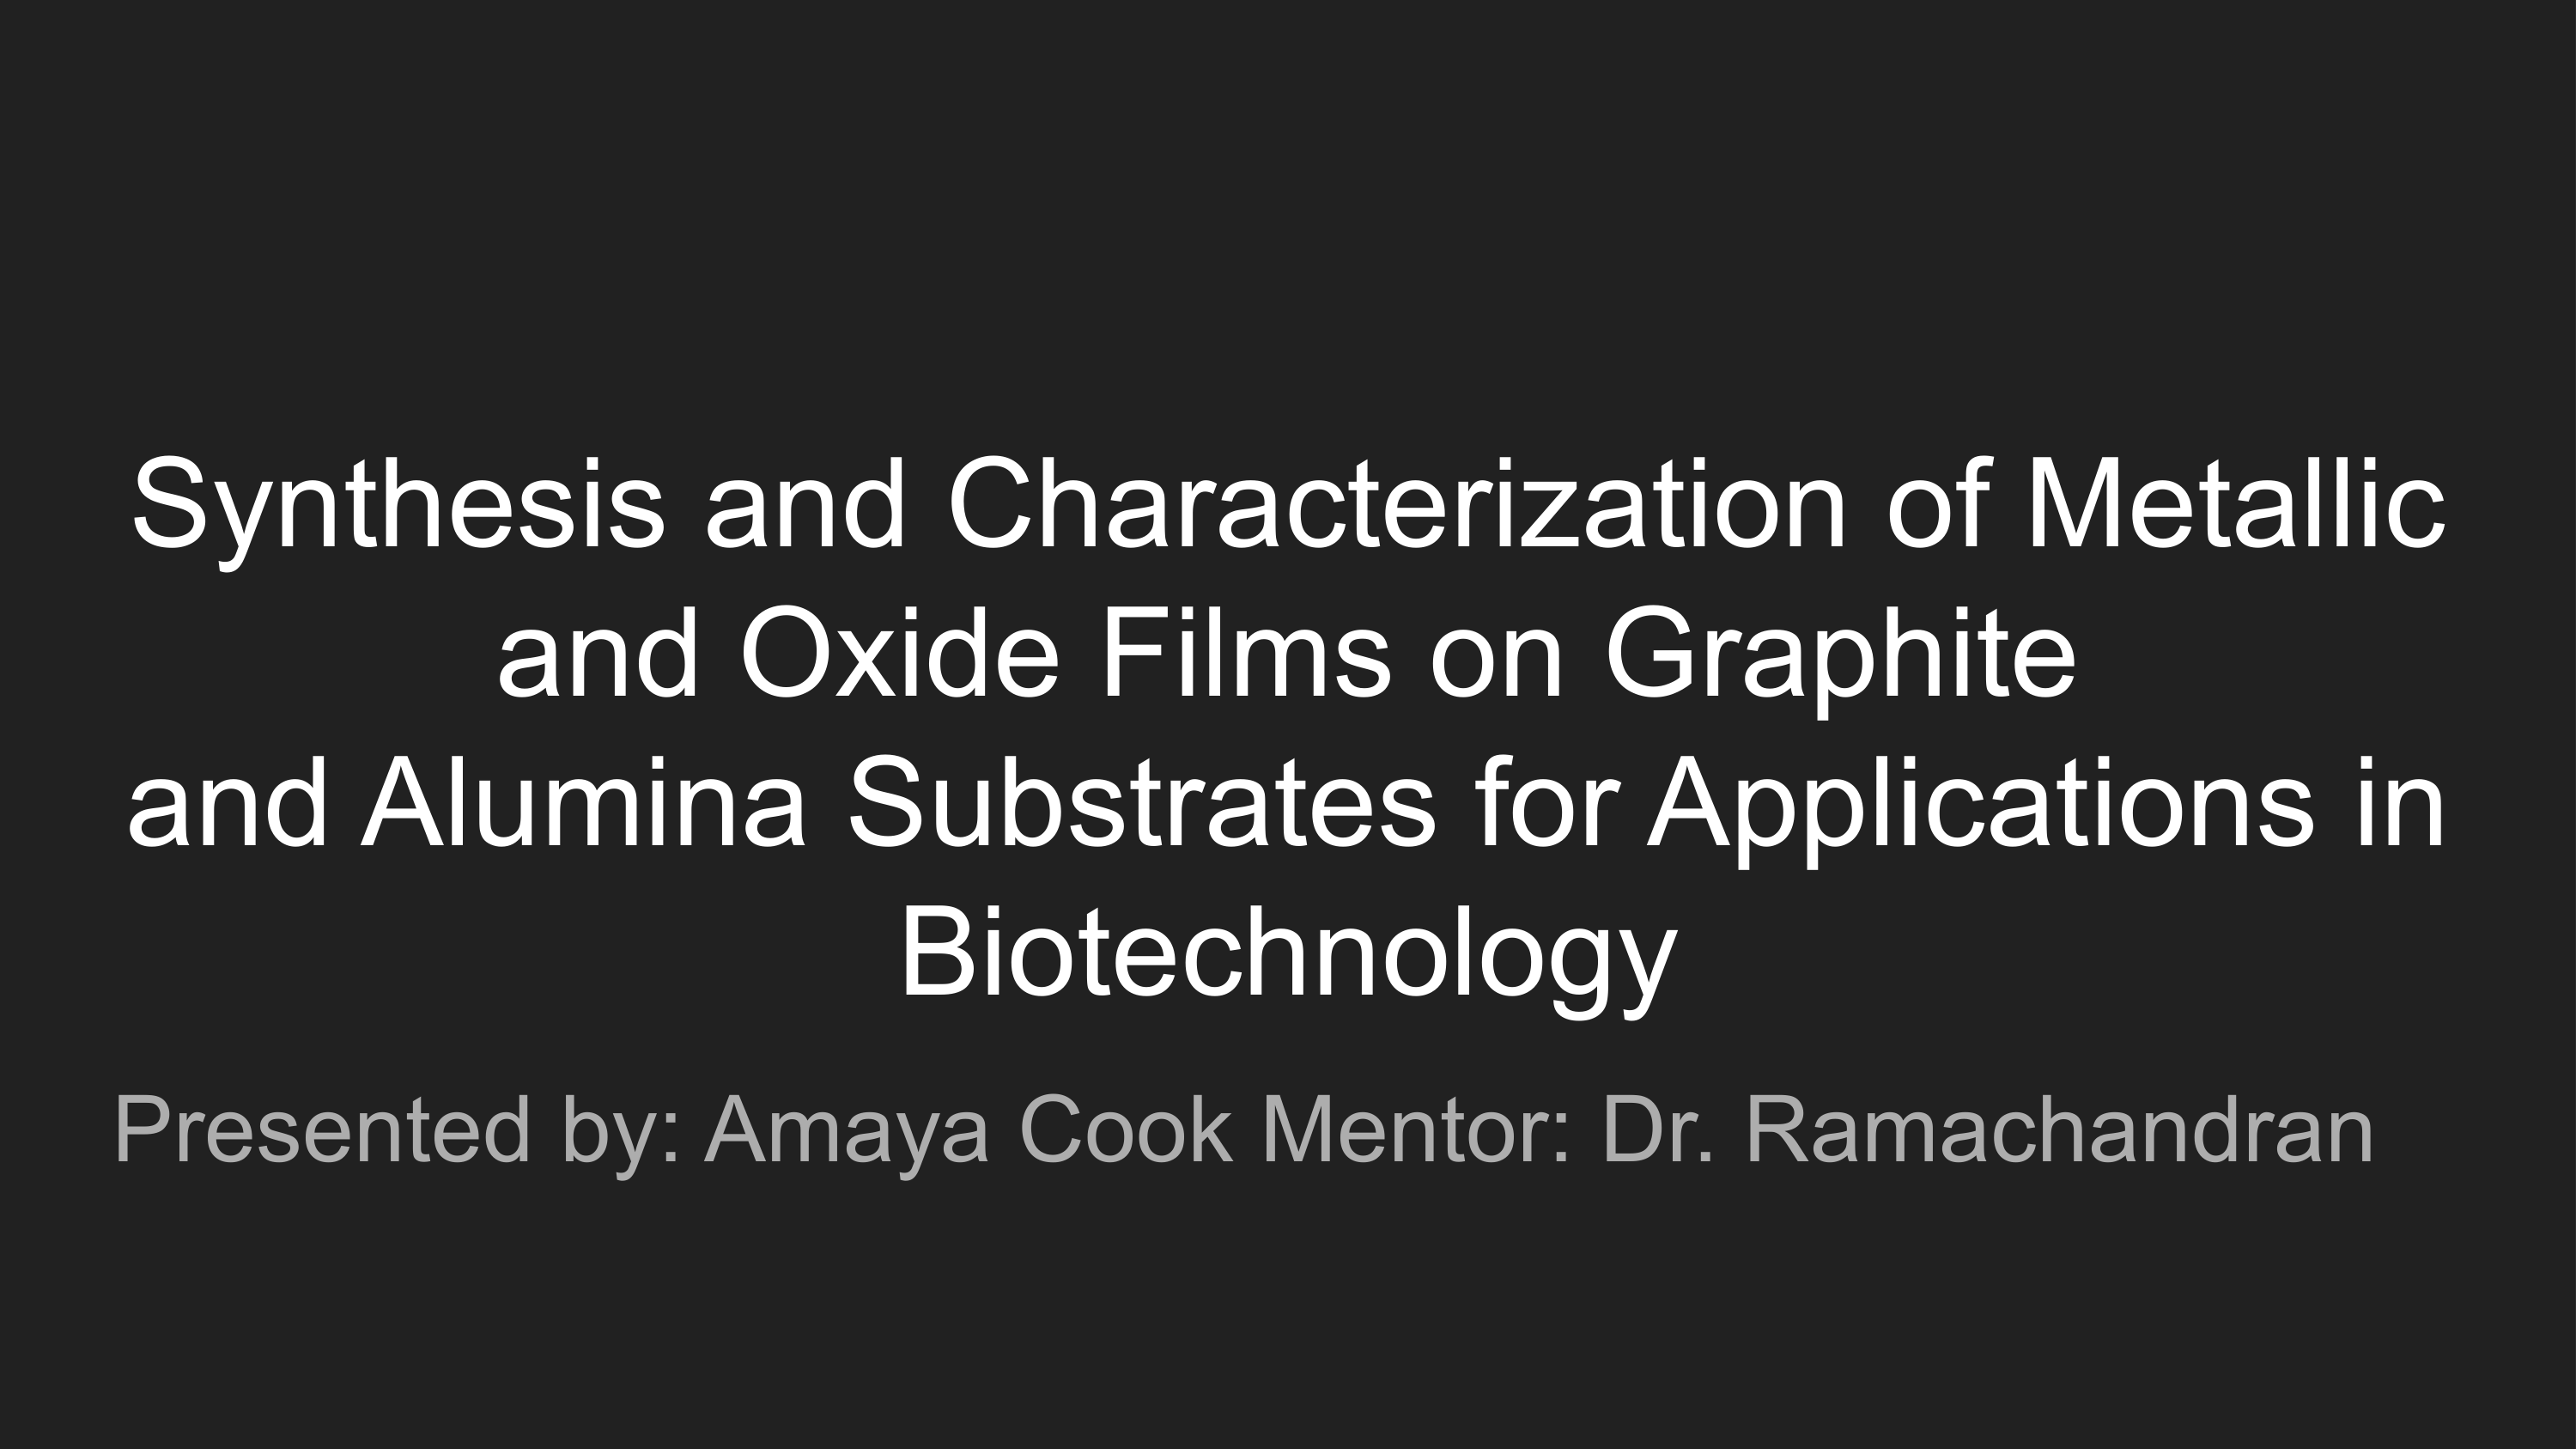 Synthesis and Characterization of Metallic
and Oxide Films on Graphite
and Alumina Substrates for Applications in
Biotechnology
Presented by: Amaya Cook Mentor: Dr. Ramachandran